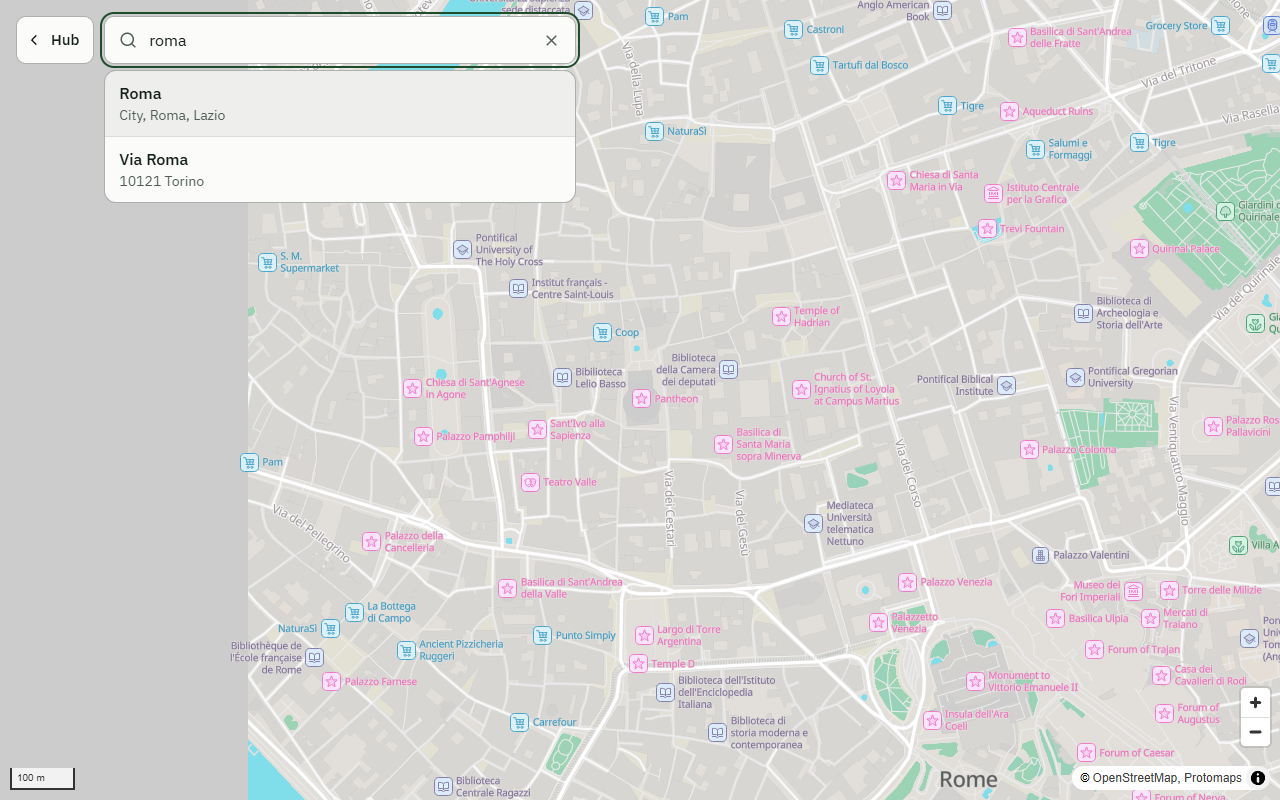 Hub
roma
Roma
City, Roma, Lazio
Via Roma
10121 Torino
sede distaccata
Pam
Castroni
Anglo American
Book
Grocery Store
Basilica di Sant'Andrea
delle Fratte
Via della Lupa
Tartufi dal Bosco
Via del Tritone
Tigre
Aqueduct Ruins
Via Rasella
NaturaSì
Salumi e
Formaggi
Tigre
Chiesa di Santa
Maria in Via
Istituto Centrale
per la Grafica
Giardini
Quirinale
Trevi Fountain
Quirinal Palace
Pontifical
University of
The Holy Cross
S. M.
Supermarket
Institut français -
Centre Saint-Louis
Via del Quirinale
Temple of
Hadrian
Biblioteca di
Archeologia e
Storia dell'Arte
Coop
Biblioteca
della Camera
dei deputati
Bibilioteca
Lelio Basso
Pontifical Gregorian
University
Pontifical Biblical
Institute
Church of St.
Ignatius of Loyola
at Campus Martius
Chiesa di Sant'Agnese
in Agone
Pantheon
Palazzo Pamphilj
Sant'Ivo alla
Sapienza
Basilica di
Santa Maria
sopra Minerva
Via Ventiquattro Maggio
Pallavicini
Palazzo Colonna
Via del Corso
Pam
Teatro Valle
Via dei Cestari
Via del Gesù
Via del Pellegrino
Mediateca
Università
telematica
Nettuno
Palazzo della
Cancelleria
Palazzo Valentini
Villa A
Basilica di Sant'Andrea
della Valle
Palazzo Venezia
Museo dei
Fori Imperiali
Torre delle Milizie
La Bottega
di Campo
NaturaSì
Palazzetto
Venezia
Basilica Ulpia
Mercati di
Traiano
Bibliothèque de
l'École française
de Rome
Ancient Pizzicheria
Ruggeri
Punto Simply
Largo di Torre
Argentina
Temple D
Forum of Trajan
Casa dei
Cavalieri di Rodi
Palazzo Farnese
Biblioteca dell'Istituto
dell'Enciclopedia
Italiana
Monument to
Vittorio Emanuele II
Carrefour
Biblioteca di
storia moderna e
contemporanea
Insula dell'Ara
Coeli
Forum of
Augustus
Forum of Caesar
100 m
Biblioteca
Centrale Ragazzi
Rome
© OpenStreetMap, Protomaps
Forum of Nerva